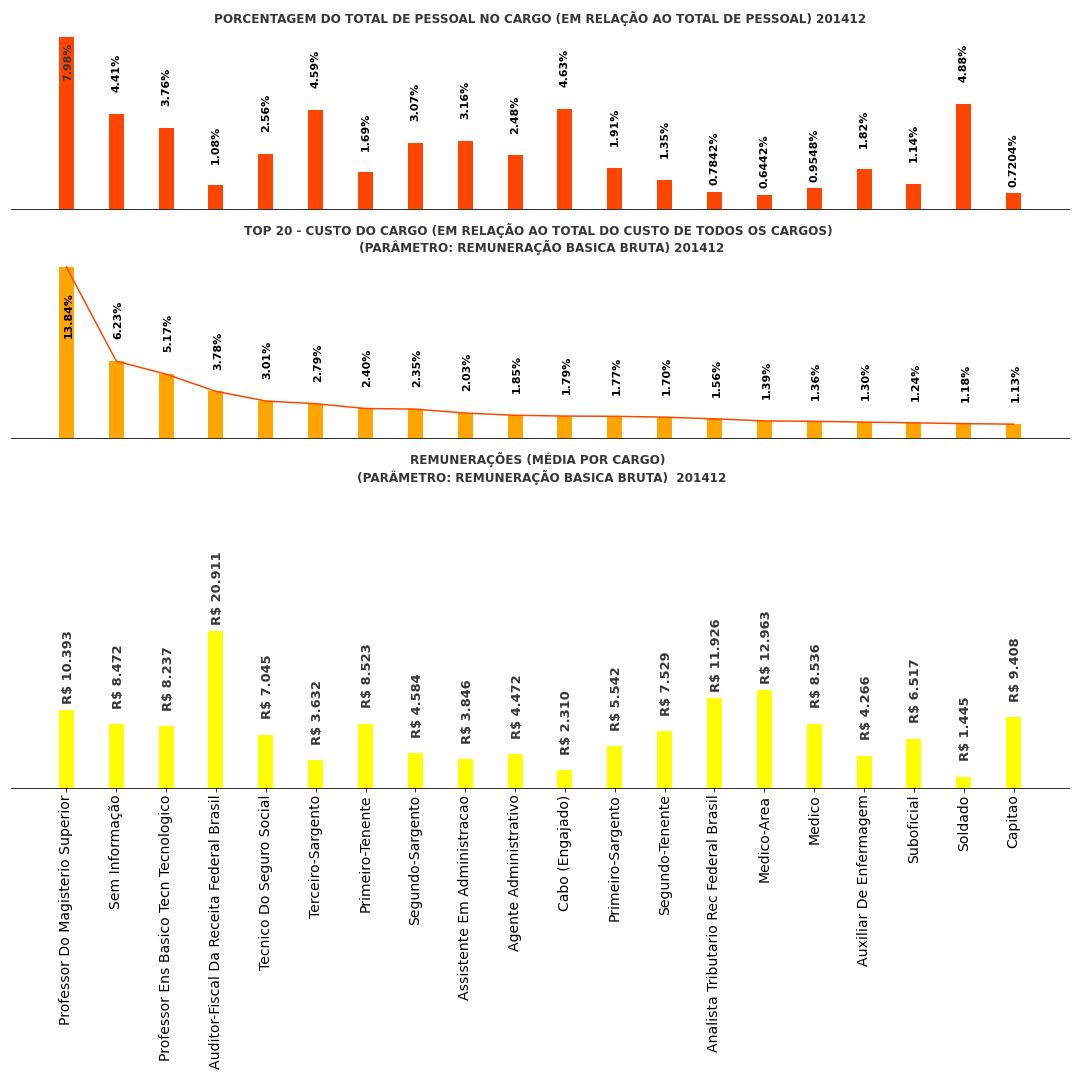 PORCENTAGEM DO TOTAL DE PESSOAL NO CARGO (EM RELAÇÃO AO TOTAL DE PESSOAL) 201412
7.98%
4.41%
3.76%
1.08%
2.56%
4.59%
1.69%
3.07%
3.16%
2.48%
4.63%
1.91%
1.35%
0.7842%
0.6442%
0.9548%
1.82%
1.14%
4.88%
0.7204%
TOP 20 - CUSTO DO CARGO (EM RELAÇÃO AO TOTAL DO CUSTO DE TODOS OS CARGOS)
(PARÂMETRO: REMUNERAÇÃO BASICA BRUTA) 201412
13.84%
6.23%
5.17%
3.78%
3.01%
2.79%
2.40%
2.35%
2.03%
1.85%
1.79%
1.77%
1.70%
1.56%
1.39%
1.36%
1.30%
1.24%
1.18%
1.13%
REMUNERAÇÕES (MÉDIA POR CARGO)
(PARÂMETRO: REMUNERAÇÃO BASICA BRUTA)  201412
R$ 10.393
R$ 8.472
R$ 8.237
R$ 20.911
R$ 7.045
R$ 3.632
R$ 8.523
R$ 4.584
R$ 3.846
R$ 4.472
R$ 2.310
R$ 5.542
R$ 7.529
R$ 11.926
R$ 12.963
R$ 8.536
R$ 4.266
R$ 6.517
R$ 1.445
R$ 9.408
Professor Do Magisterio Superior
Sem Informação
Professor Ens Basico Tecn Tecnologico
Auditor-Fiscal Da Receita Federal Brasil
Tecnico Do Seguro Social
Terceiro-Sargento
Primeiro-Tenente
Segundo-Sargento
Assistente Em Administracao
Agente Administrativo
Cabo (Engajado)
Primeiro-Sargento
Segundo-Tenente
Analista Tributario Rec Federal Brasil
Medico-Area
Medico
Auxiliar De Enfermagem
Suboficial
Soldado
Capitao